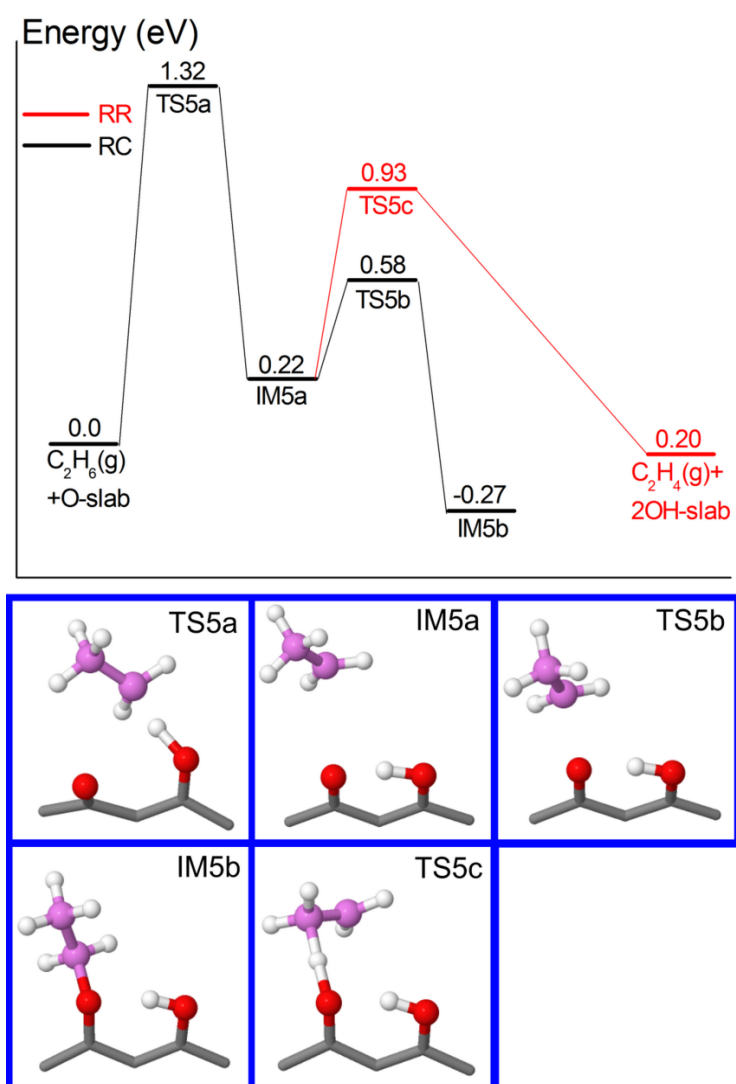 Energy (eV)
1.32
TS5a
RR
RC
0.93
TS5c
0.58
TS5b
0.22
IM5a
0.0
C₂H₆(g)
+O-slab
0.20
C₂H₄(g)+
2OH-slab
-0.27
IM5b
TS5a
IM5a
TS5b
IM5b
TS5c